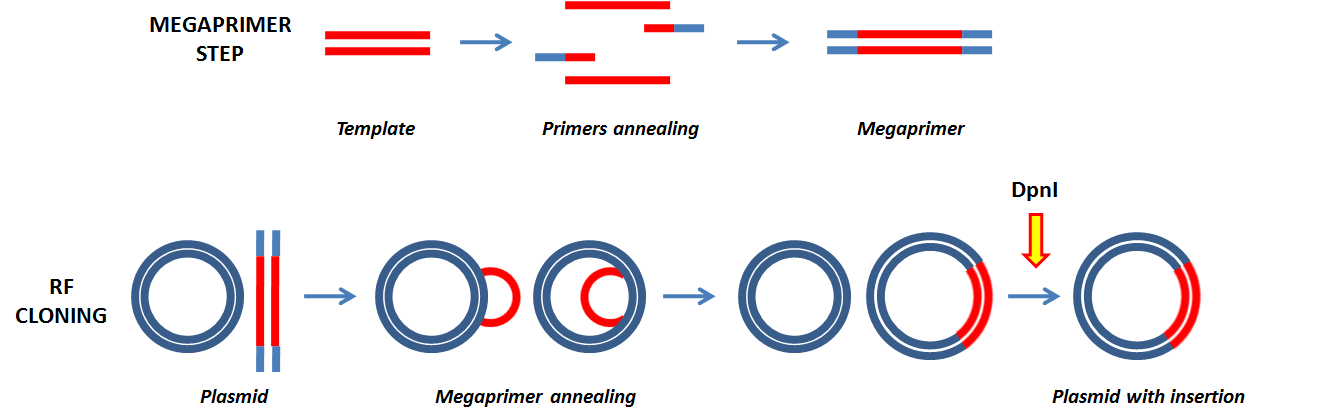 MEGAPRIMER
STEP
Template
Primers annealing
Megaprimer
DpnI
RF
CLONING
Plasmid
Megaprimer annealing
Plasmid with insertion